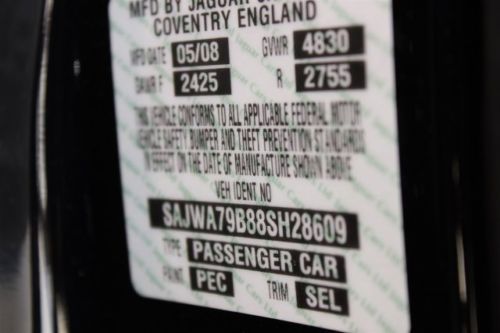 MFD BY JAGUAR
COVENTRY ENGLAND
MFD DATE 05/08 GVWR 4830
GAWR F 2425 R 2755
THIS VEHICLE CONFORMS TO ALL APPLICABLE FEDERAL MOTOR
VEHICLE SAFETY, BUMPER AND THEFT PREVENTION STANDARDS
IN EFFECT ON THE DATE OF MANUFACTURE SHOWN ABOVE
VEH IDENT NO
SAJWA79B88SH28609
TYPE PASSENGER CAR
PAINT PEC TRIM SEL